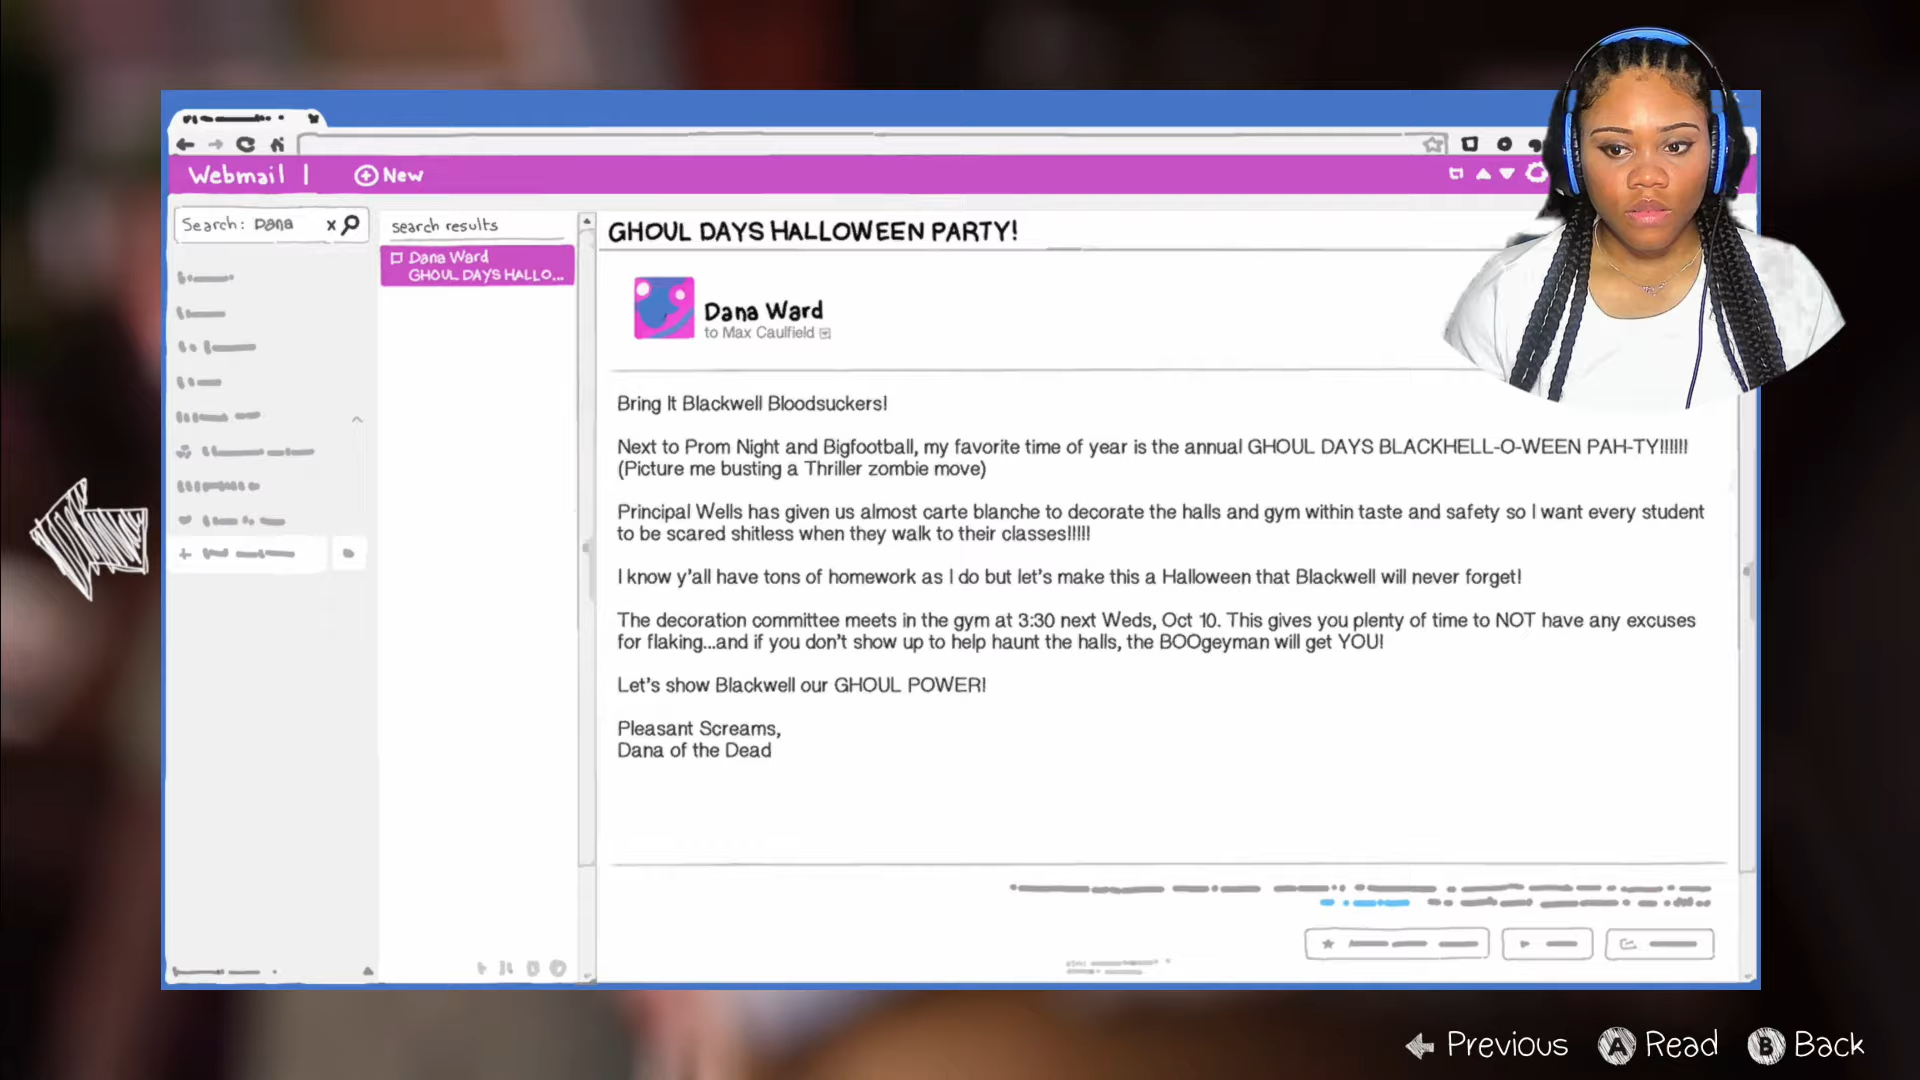 Webmail
New
Search: Dana x
search results
Dana Ward
GHOUL DAYS HALLO...
GHOUL DAYS HALLOWEEN PARTY!
Dana Ward
to Max Caulfield
Bring It Blackwell Bloodsuckers!
Next to Prom Night and Bigfootball, my favorite time of year is the annual GHOUL DAYS BLACKHELL-O-WEEN PAH-TY!!!!!!
(Picture me busting a Thriller zombie move)
Principal Wells has given us almost carte blanche to decorate the halls and gym within taste and safety so I want every student
to be scared shitless when they walk to their classes!!!!!
I know y'all have tons of homework as I do but let's make this a Halloween that Blackwell will never forget!
The decoration committee meets in the gym at 3:30 next Weds, Oct 10. This gives you plenty of time to NOT have any excuses
for flaking...and if you don't show up to help haunt the halls, the BOOgeyman will get YOU!
Let's show Blackwell our GHOUL POWER!
Pleasant Screams,
Dana of the Dead
Previous A Read B Back